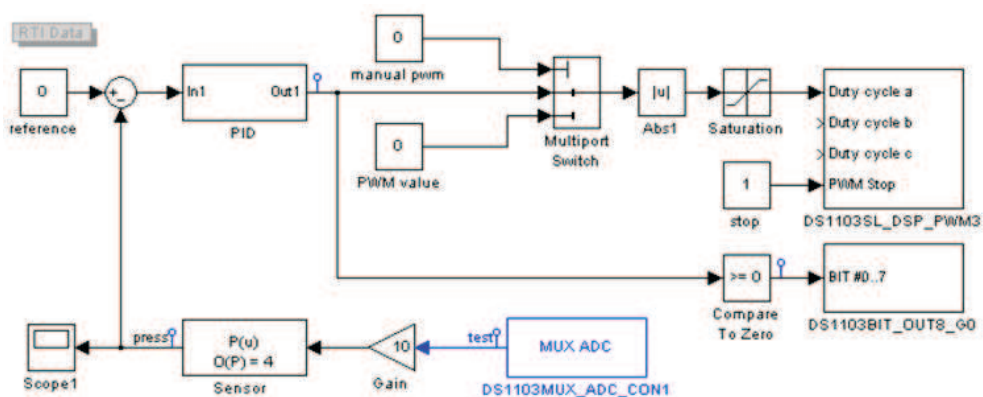 RTI Data
0
reference
+
-
In1 Out1
PID
0
manual pwm
0
PWM value
Multiport
Switch
|u|
Abs1
Saturation
Duty cycle a
Duty cycle b
Duty cycle c
PWM Stop
DS1103SL_DSP_PWM3
1
stop
>= 0
Compare
To Zero
BIT #0..7
DS1103BIT_OUT8_G0
Scope1
press
P(u)
O(P) = 4
Sensor
10
Gain
test
MUX ADC
DS1103MUX_ADC_CON1